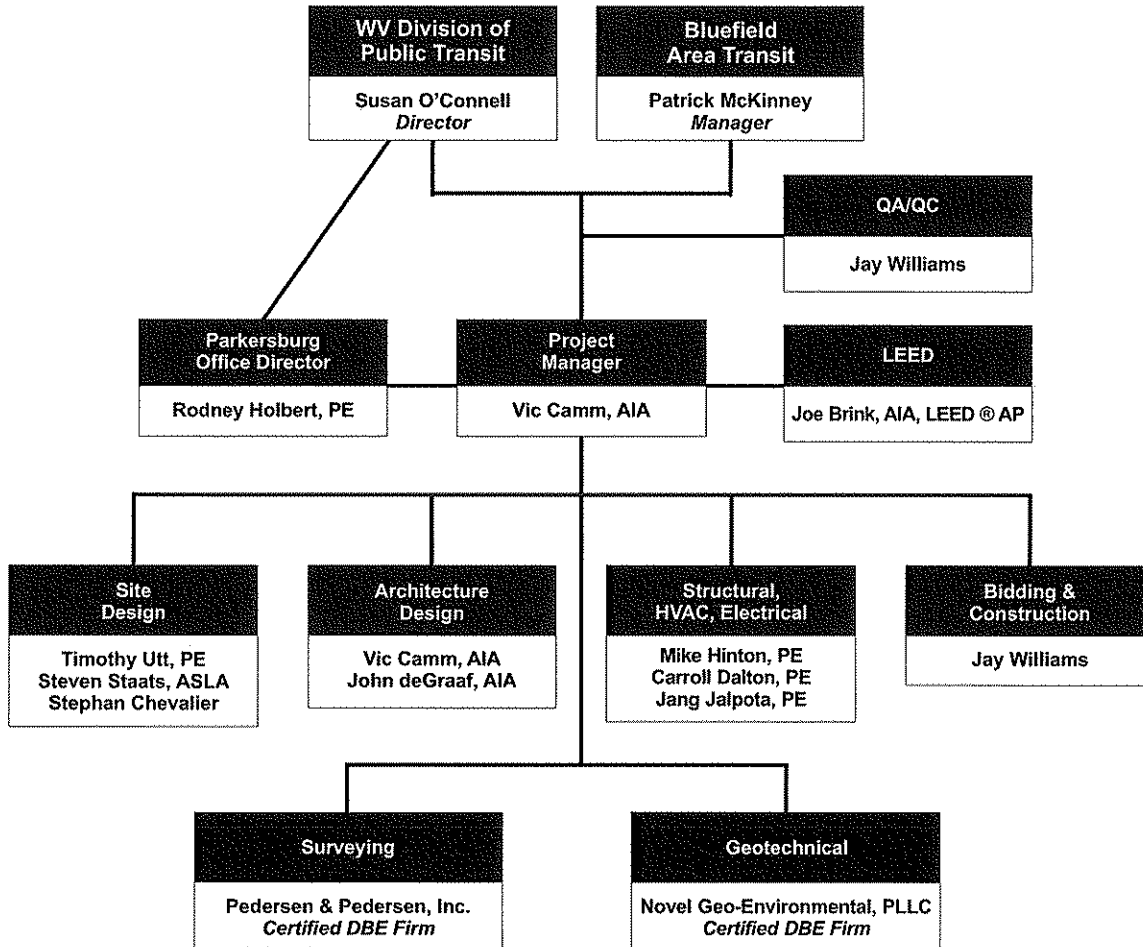 WV Division of
Public Transit
Susan O'Connell
Director
Bluefield
Area Transit
Patrick McKinney
Manager
QA/QC
Jay Williams
Parkersburg
Office Director
Rodney Holbert, PE
Project
Manager
Vic Camm, AIA
LEED
Joe Brink, AIA, LEED ® AP
Site
Design
Timothy Utt, PE
Steven Staats, ASLA
Stephan Chevalier
Architecture
Design
Vic Camm, AIA
John deGraaf, AIA
Structural,
HVAC, Electrical
Mike Hinton, PE
Carroll Dalton, PE
Jang Jalpota, PE
Bidding &
Construction
Jay Williams
Surveying
Pedersen & Pedersen, Inc.
Certified DBE Firm
Geotechnical
Novel Geo-Environmental, PLLC
Certified DBE Firm